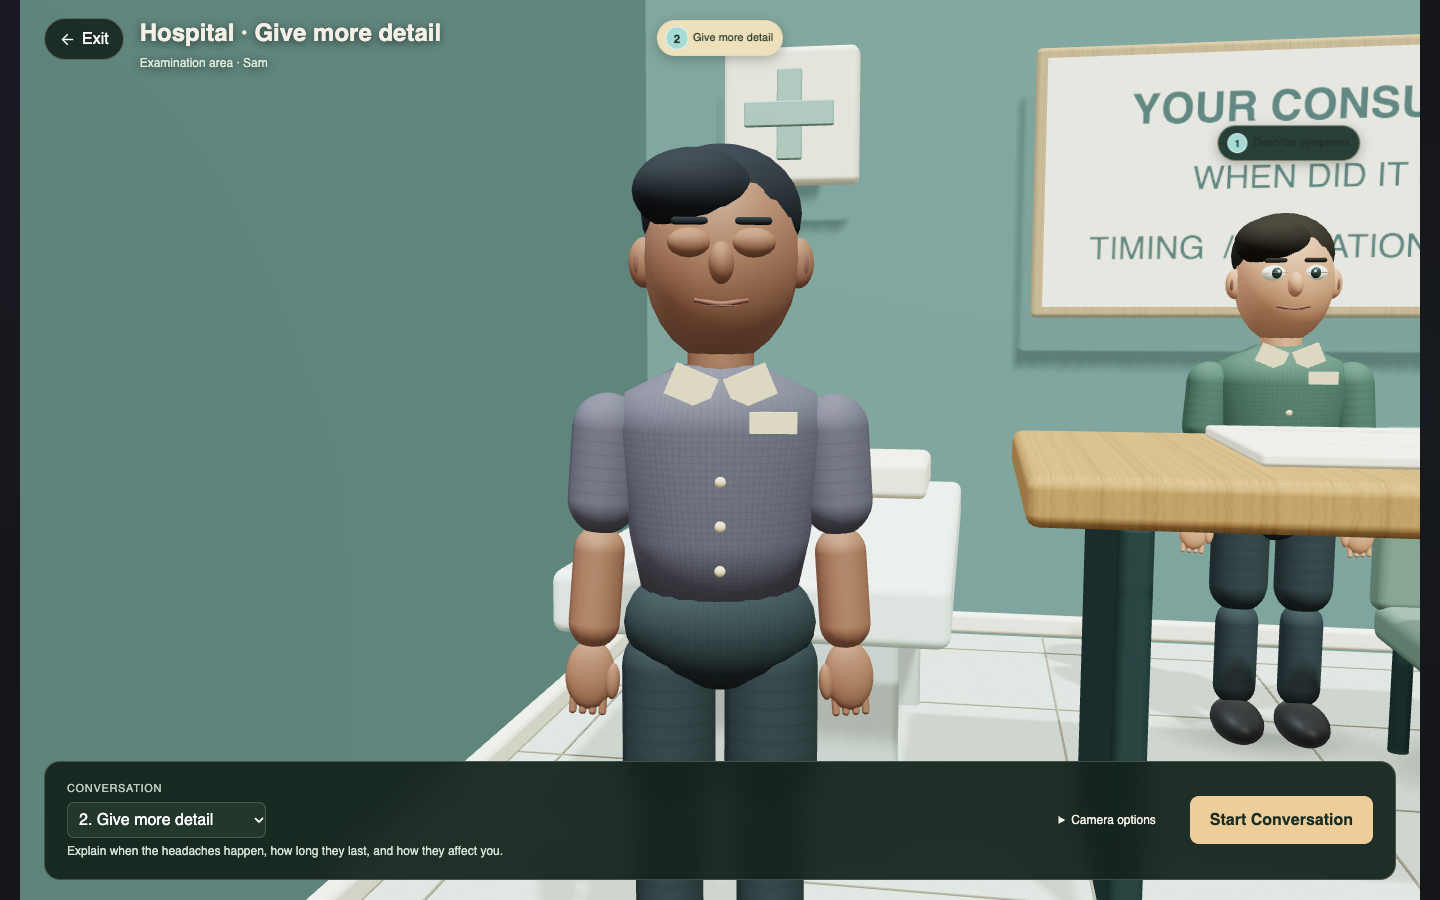 ← Exit
Hospital · Give more detail
Examination area · Sam
2 Give more detail
YOUR CONSU
1 Describe symptoms
WHEN DID IT
TIMING /
ATION
CONVERSATION
2. Give more detail
Explain when the headaches happen, how long they last, and how they affect you.
▶ Camera options
Start Conversation